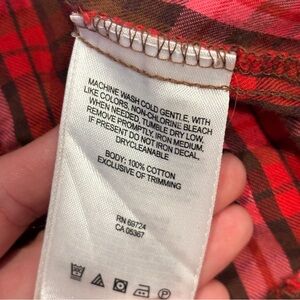 MACHINE WASH COLD GENTLE, WITH
LIKE COLORS, NON-CHLORINE BLEACH
WHEN NEEDED, TUMBLE DRY LOW,
REMOVE PROMPTLY, IRON MEDIUM,
IF PRESENT DO NOT IRON DECAL,
DRYCLEANABLE
BODY: 100% COTTON
EXCLUSIVE OF TRIMMING
RN 69724
CA 05367